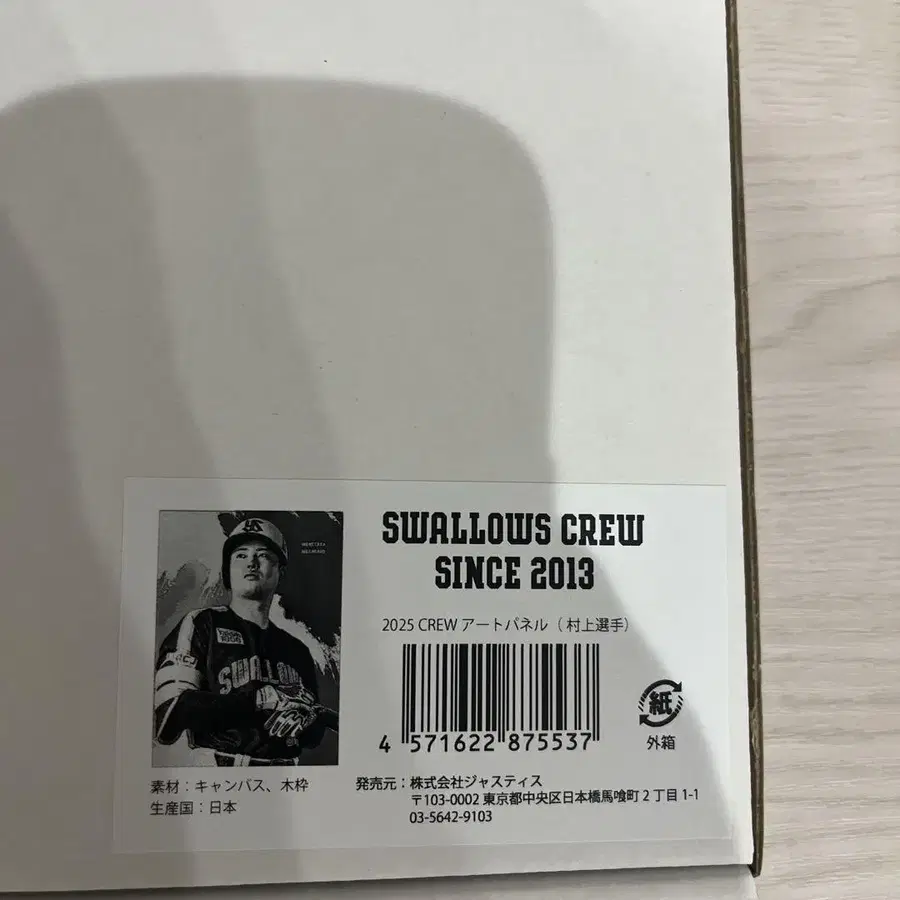 SWALLOWS CREW
SINCE 2013
2025 CREW アートパネル（ 村上選手）
4 571622 875537
紙
外箱
SWALLOWS
素材：キャンバス、木枠
生産国：日本
発売元：株式会社ジャスティス
〒103-0002 東京都中央区日本橋馬喰町 2 丁目 1-1
03-5642-9103